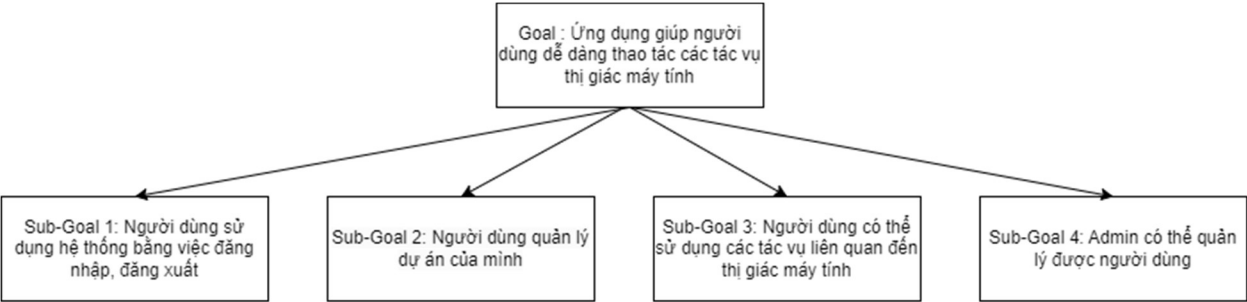 Goal : Ứng dụng giúp người
dùng dễ dàng thao tác các tác vụ
thị giác máy tính
Sub-Goal 1: Người dùng sử
dụng hệ thống bằng việc đăng
nhập, đăng xuất
Sub-Goal 2: Người dùng quản lý
dự án của mình
Sub-Goal 3: Người dùng có thể
sử dụng các tác vụ liên quan đến
thị giác máy tính
Sub-Goal 4: Admin có thể quản
lý được người dùng